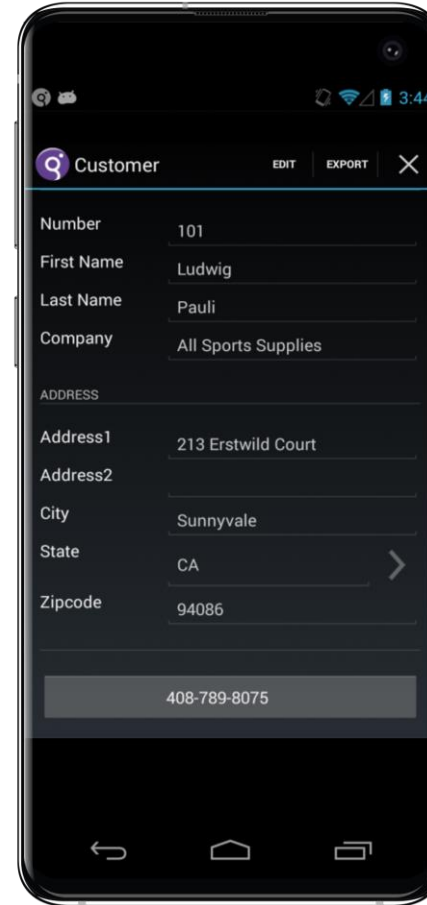 3:44
Customer EDIT EXPORT
Number 101
First Name Ludwig
Last Name Pauli
Company All Sports Supplies
ADDRESS
Address1 213 Erstwild Court
Address2
City Sunnyvale
State CA
Zipcode 94086
408-789-8075